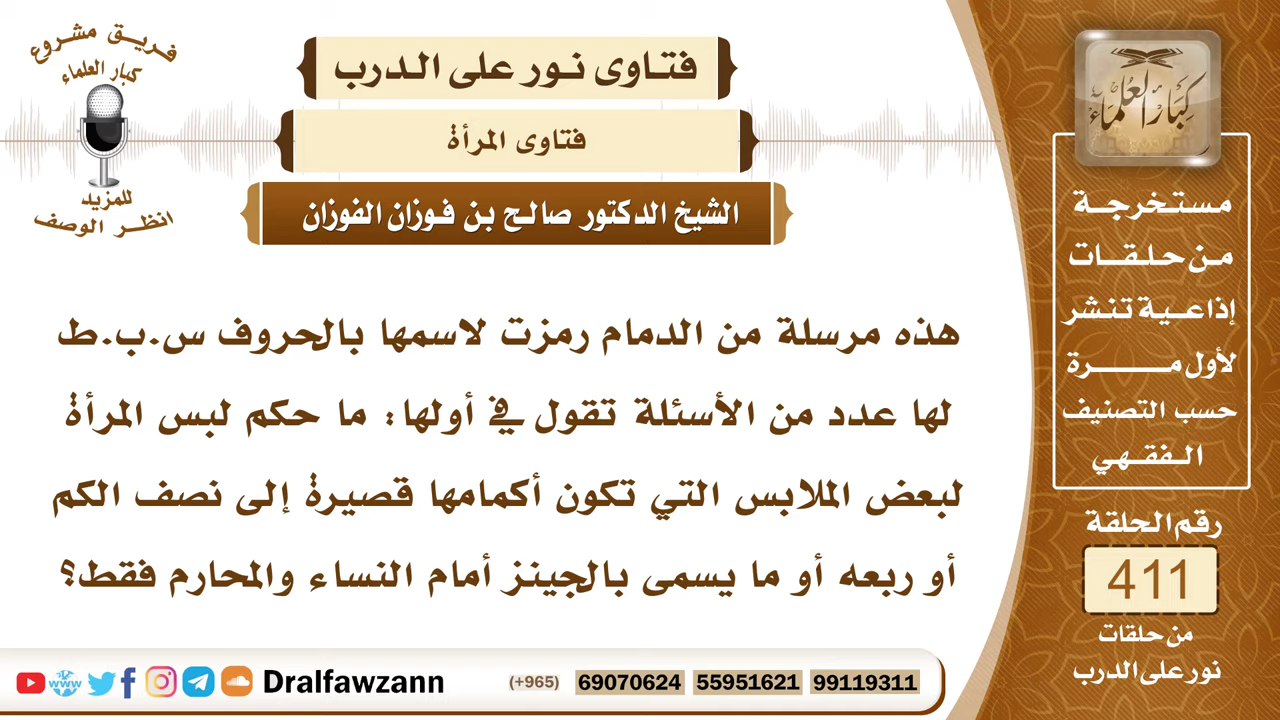 فريق مشروع
كبار العلماء
للمزيد
انظر الوصف
فتاوى نور على الدرب
فتاوى المرأة
الشيخ الدكتور صالح بن فوزان الفوزان
هذه مرسلة من الدمام رمزت لاسمها بالحروف س.ب.ط
لها عدد من الأسئلة تقول في أولها: ما حكم لبس المرأة
لبعض الملابس التي تكون أكمامها قصيرة إلى نصف الكم
أو ربعه أو ما يسمى بالجينز أمام النساء والمحارم فقط؟
كبار العلماء
مستخرجة
من حلقات
إذاعية تنشر
لأول مرة
حسب التصنيف
الفقهي
رقم الحلقة
411
من حلقات
نور على الدرب
www
Dralfawzann
(+965) 69070624 55951621 99119311